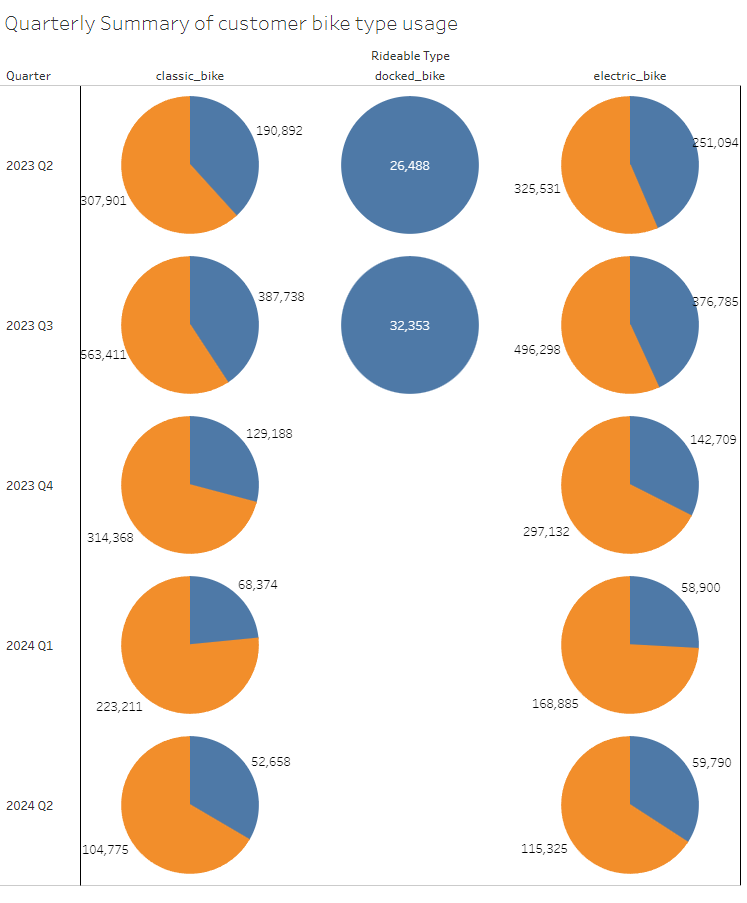 Quarterly Summary of customer bike type usage
Rideable Type
Quarter classic_bike docked_bike electric_bike
2023 Q2
190,892
307,901
26,488
251,094
325,531
2023 Q3
387,738
563,411
32,353
376,785
496,298
2023 Q4
129,188
314,368
142,709
297,132
2024 Q1
68,374
223,211
58,900
168,885
2024 Q2
52,658
104,775
59,790
115,325